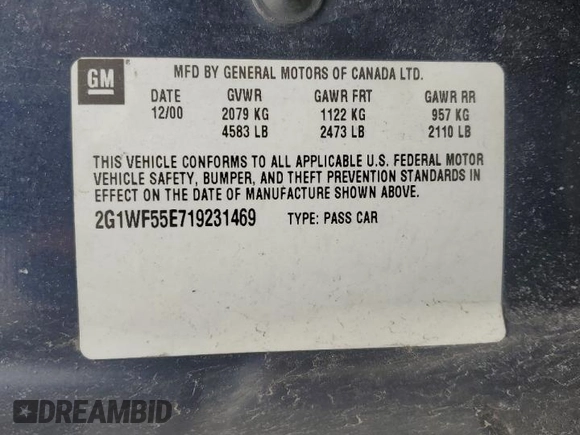 GM
MFD BY GENERAL MOTORS OF CANADA LTD.
DATE GVWR GAWR FRT GAWR RR
12/00 2079 KG 1122 KG 957 KG
4583 LB 2473 LB 2110 LB
THIS VEHICLE CONFORMS TO ALL APPLICABLE U.S. FEDERAL MOTOR
VEHICLE SAFETY, BUMPER, AND THEFT PREVENTION STANDARDS IN
EFFECT ON THE DATE OF MANUFACTURE SHOWN ABOVE.
2G1WF55E719231469 TYPE: PASS CAR
DREAMBID